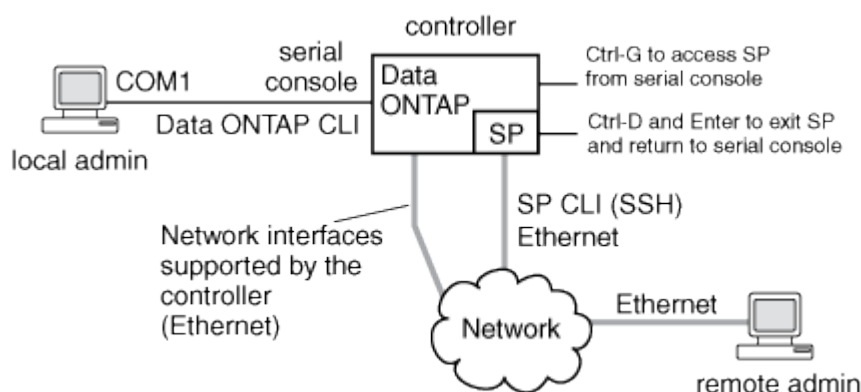 controller
serial
console
COM1
Data ONTAP CLI
local admin
Data
ONTAP
SP
Ctrl-G to access SP
from serial console
Ctrl-D and Enter to exit SP
and return to serial console
Network interfaces
supported by the
controller
(Ethernet)
SP CLI (SSH)
Ethernet
Network
Ethernet
remote admin